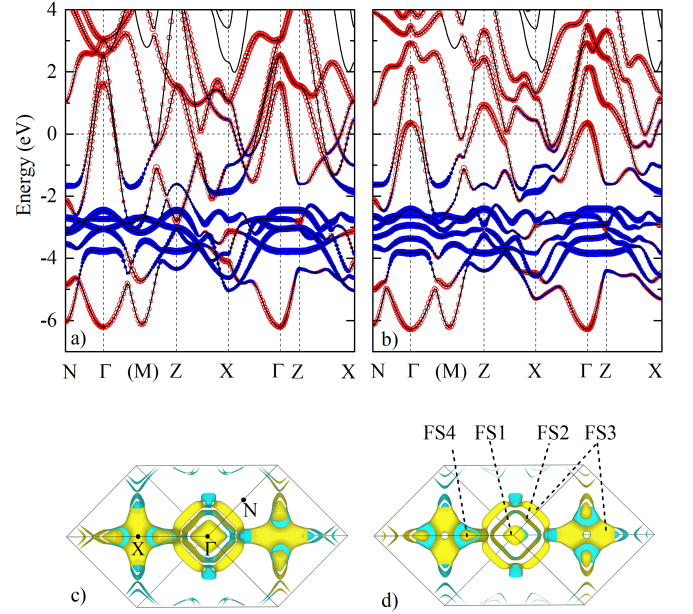 4
2
0
-2
-4
-6
Energy (eV)
a)
b)
N Γ (M) Z X Γ Z X
N Γ (M) Z X Γ Z X
FS4 FS1 FS2 FS3
N
X Γ
c)
d)